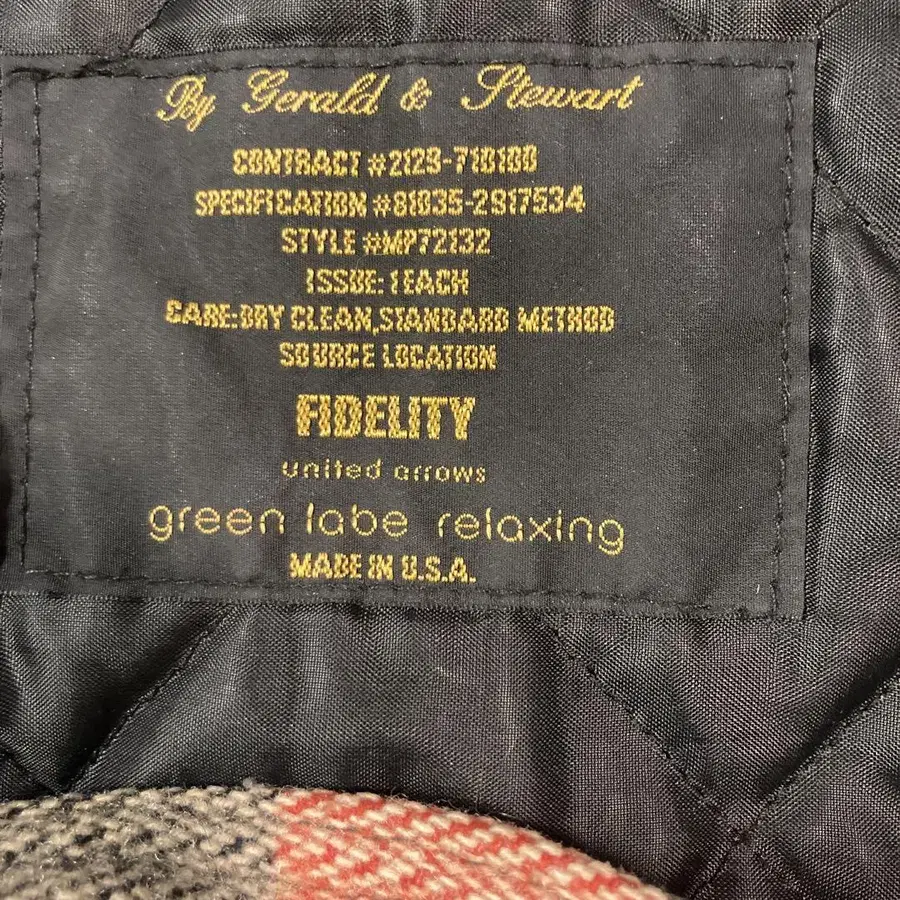 By Gerald & Stewart
CONTRACT #2129-710100
SPECIFICATION #81035-2917534
STYLE #MP72132
ISSUE: 1 EACH
CARE:DRY CLEAN,STANDARD METHOD
SOURCE LOCATION
FIDELITY
united arrows
green labe relaxing
MADE IN U.S.A.